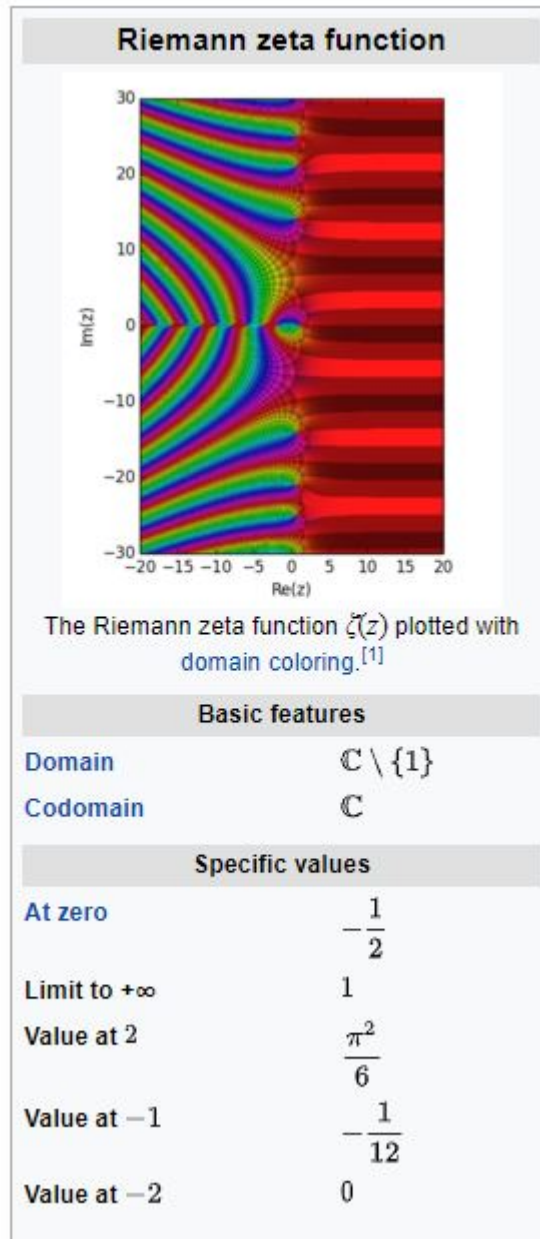 Riemann zeta function
30
20
10
0
−10
−20
−30
Im(z)
−20 −15 −10 −5 0 5 10 15 20
Re(z)
The Riemann zeta function ζ(z) plotted with
domain coloring.[1]
Basic features
Domain ℂ \ {1}
Codomain ℂ
Specific values
At zero −1/2
Limit to +∞ 1
Value at 2 π²/6
Value at −1 −1/12
Value at −2 0